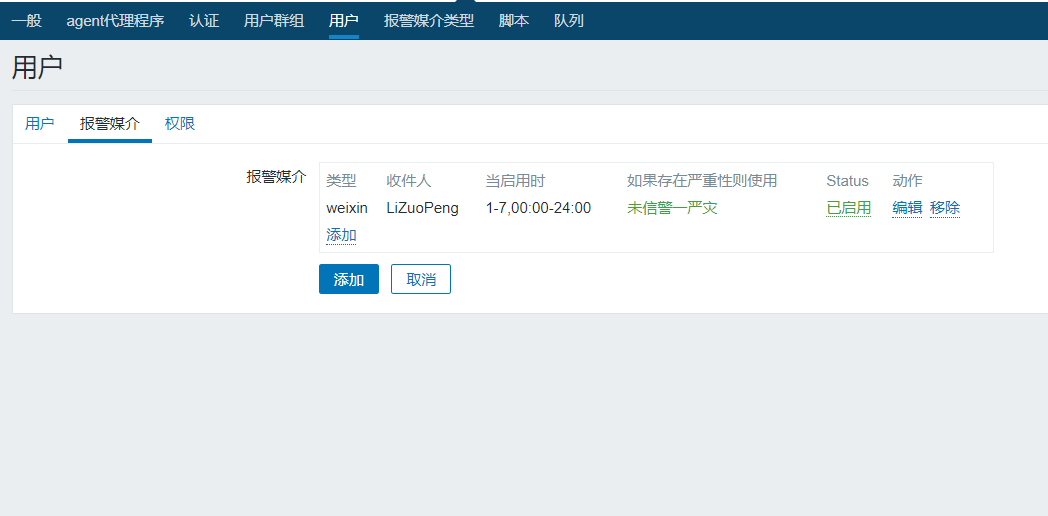 一般 agent代理程序 认证 用户群组 用户 报警媒介类型 脚本 队列
用户
用户 报警媒介 权限
报警媒介 类型 收件人 当启用时 如果存在严重性则使用 Status 动作
weixin LiZuoPeng 1-7,00:00-24:00 未信警一严灾 已启用 编辑 移除
添加
添加 取消